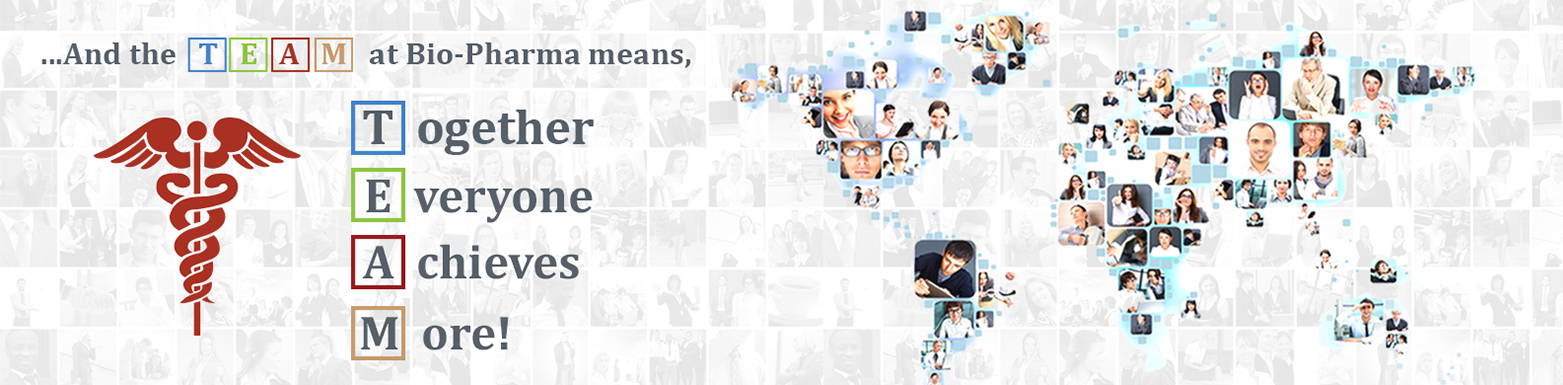 ...And the TEAM at Bio-Pharma means,
Together
Everyone
Achieves
More!